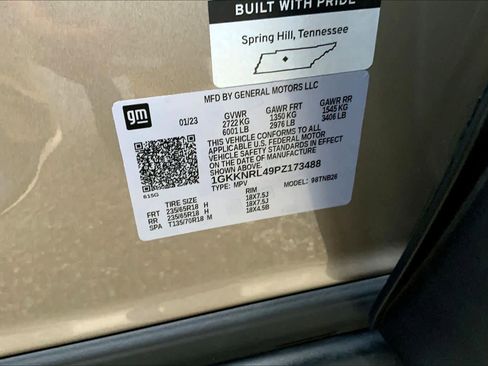 BUILT WITH PRIDE
Spring Hill, Tennessee
MFD BY GENERAL MOTORS LLC
gm
01/23 GVWR GAWR FRT GAWR RR
2722 KG 1350 KG 1545 KG
6001 LB 2976 LB 3406 LB
THIS VEHICLE CONFORMS TO ALL
APPLICABLE U.S. FEDERAL MOTOR
VEHICLE SAFETY STANDARDS IN EFFECT
ON THE DATE OF MANUFACTURE
SHOWN ABOVE.
1GKKNRL49PZ173488
TYPE: MPV MODEL: 98TNB26
615G
TIRE SIZE RIM
FRT 235/65R18 H 18X7.5J
RR 235/65R18 H 18X7.5J
SPA T135/70R18 M 18X4.5B